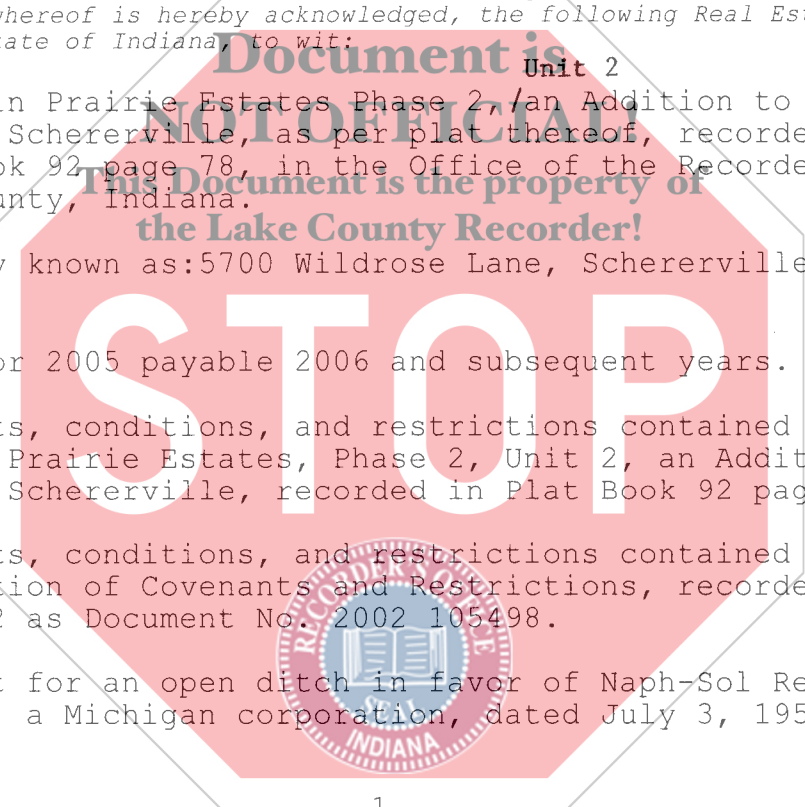 whereof is hereby acknowledged, the following Real Est
tate of Indiana, to wit:
Document is
Unit 2
in Prairie Estates Phase 2,/an Addition to
NOT OFFICIAL!
Schererville, as per plat thereof, recorde
ok 92 page 78, in the Office of the Recorde
This Document is the property of
unty, Indiana.
the Lake County Recorder!
y known as:5700 Wildrose Lane, Schererville
STOP
or 2005 payable 2006 and subsequent years.
ts, conditions, and restrictions contained
Prairie Estates, Phase 2, Unit 2, an Addit
Schererville, recorded in Plat Book 92 pag
ts, conditions, and restrictions contained
tion of Covenants and Restrictions, recorde
2 as Document No. 2002 105498.
RECORDER'S OFFICE
t for an open ditch in favor of Naph-Sol Re
SEAL
a Michigan corporation, dated July 3, 195
INDIANA
1